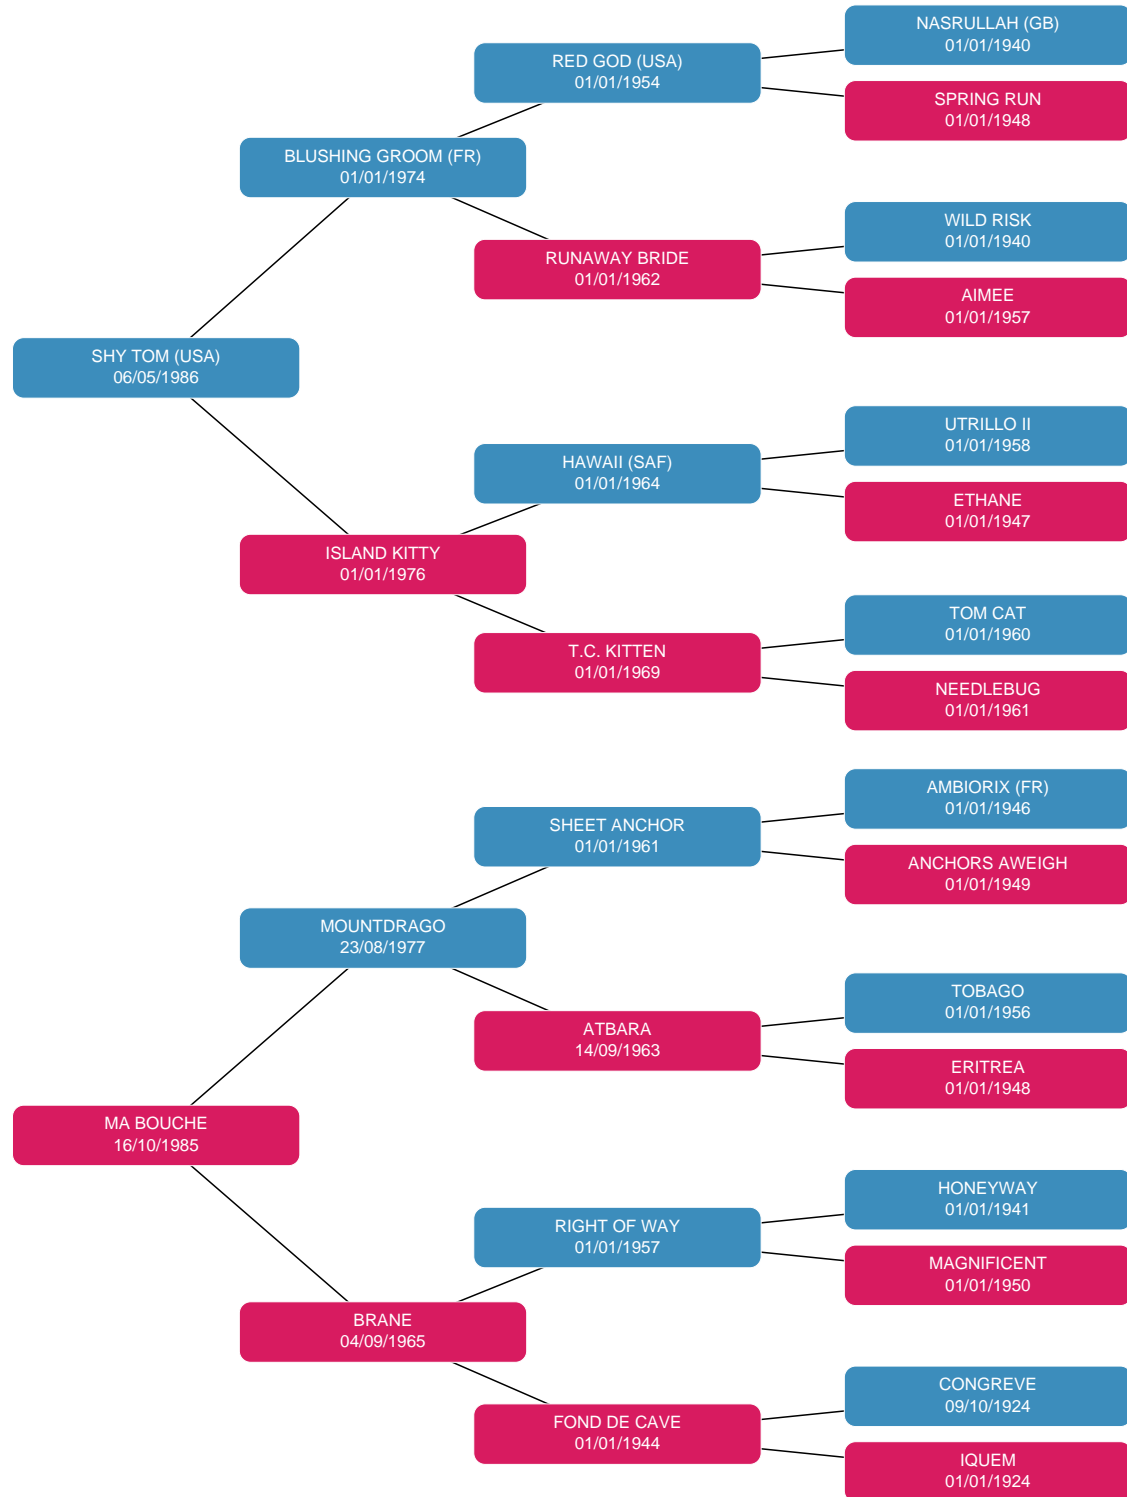 NASRULLAH (GB)
01/01/1940
RED GOD (USA)
01/01/1954
SPRING RUN
01/01/1948
BLUSHING GROOM (FR)
01/01/1974
WILD RISK
01/01/1940
RUNAWAY BRIDE
01/01/1962
AIMEE
01/01/1957
SHY TOM (USA)
06/05/1986
UTRILLO II
01/01/1958
HAWAII (SAF)
01/01/1964
ETHANE
01/01/1947
ISLAND KITTY
01/01/1976
TOM CAT
01/01/1960
T.C. KITTEN
01/01/1969
NEEDLEBUG
01/01/1961
AMBIORIX (FR)
01/01/1946
SHEET ANCHOR
01/01/1961
ANCHORS AWEIGH
01/01/1949
MOUNTDRAGO
23/08/1977
TOBAGO
01/01/1956
ATBARA
14/09/1963
ERITREA
01/01/1948
MA BOUCHE
16/10/1985
HONEYWAY
01/01/1941
RIGHT OF WAY
01/01/1957
MAGNIFICENT
01/01/1950
BRANE
04/09/1965
CONGREVE
09/10/1924
FOND DE CAVE
01/01/1944
IQUEM
01/01/1924